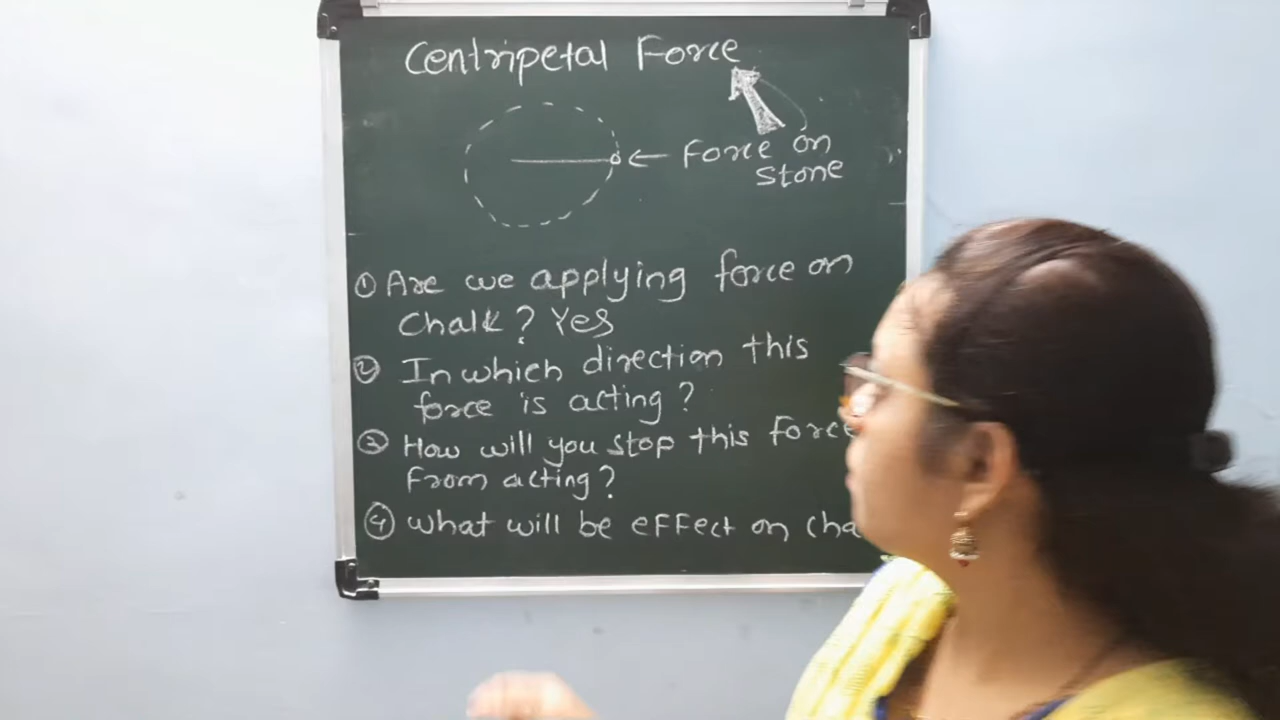 Centripetal Force
← Force on
stone
① Are we applying force on
Chalk? Yes
② In which direction this
force is acting?
③ How will you stop this force
from acting?
④ What will be effect on